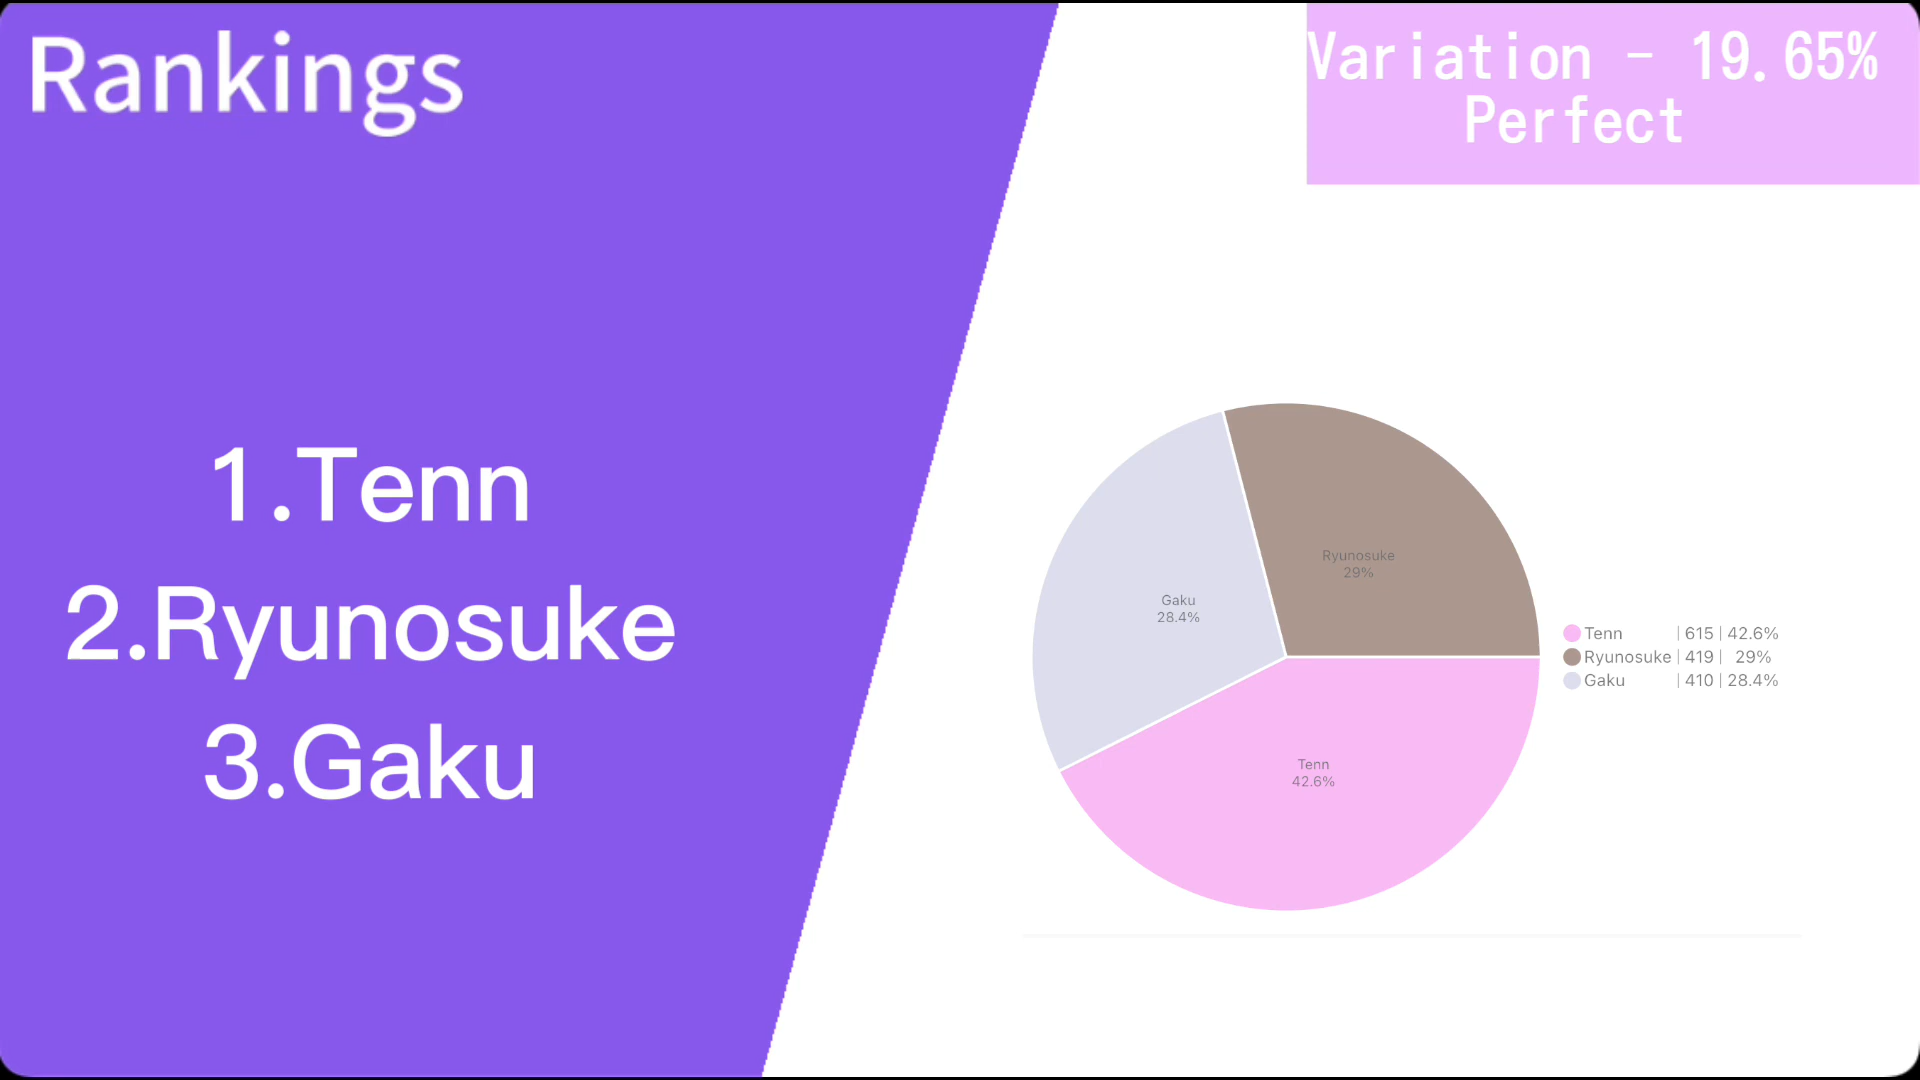 Rankings
Variation - 19.65%
Perfect
1.Tenn
2.Ryunosuke
3.Gaku
Ryunosuke
29%
Gaku
28.4%
Tenn
42.6%
Tenn | 615 | 42.6%
Ryunosuke | 419 | 29%
Gaku | 410 | 28.4%